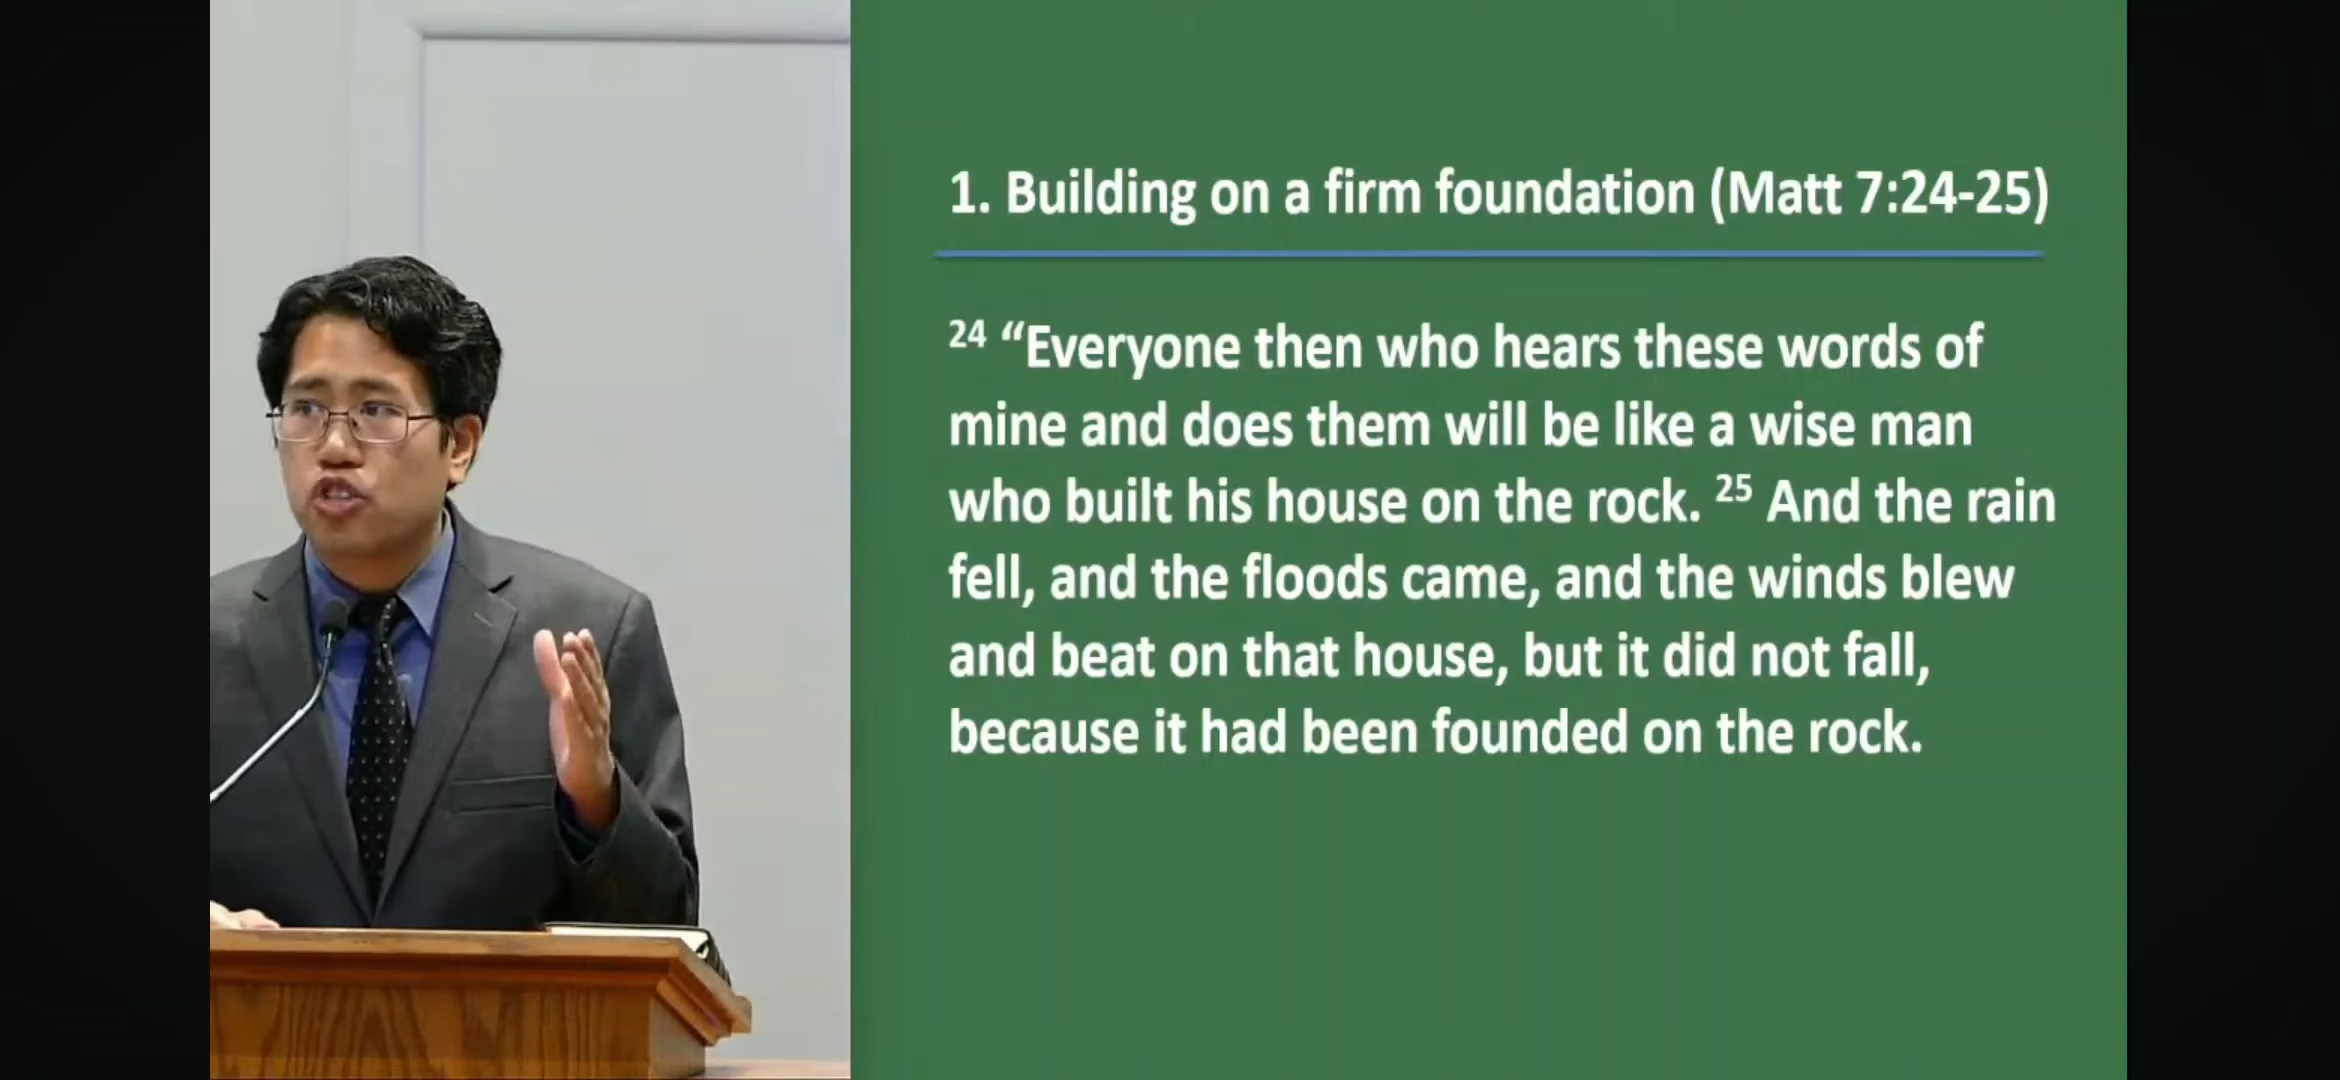 1. Building on a firm foundation (Matt 7:24-25)
24 “Everyone then who hears these words of
mine and does them will be like a wise man
who built his house on the rock. 25 And the rain
fell, and the floods came, and the winds blew
and beat on that house, but it did not fall,
because it had been founded on the rock.